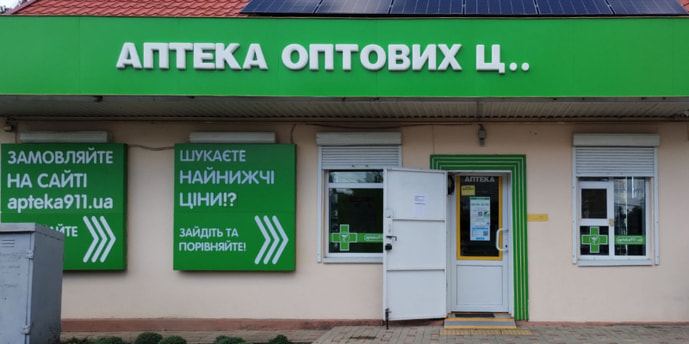 АПТЕКА ОПТОВИХ Ц..
ЗАМОВЛЯЙТЕ
НА САЙТІ
apteka911.ua
ШУКАЄТЕ
НАЙНИЖЧІ
ЦІНИ!?
ЗАЙДІТЬ ТА
ПОРІВНЯЙТЕ!
АПТЕКА